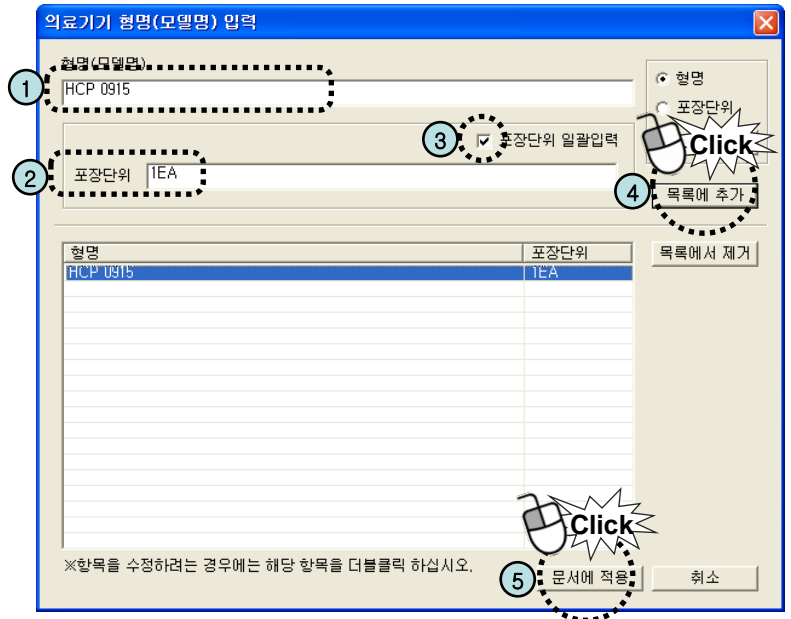 의료기기 형명(모델명) 입력
형명(모델명)
1
HCP 0915
형명
포장단위
3
포장단위 일괄입력
Click
2
포장단위
1EA
4
목록에 추가
형명
포장단위
목록에서 제거
HCP 0915
1EA
Click
※항목을 수정하려는 경우에는 해당 항목을 더블클릭 하십시오.
5
문서에 적용
취소